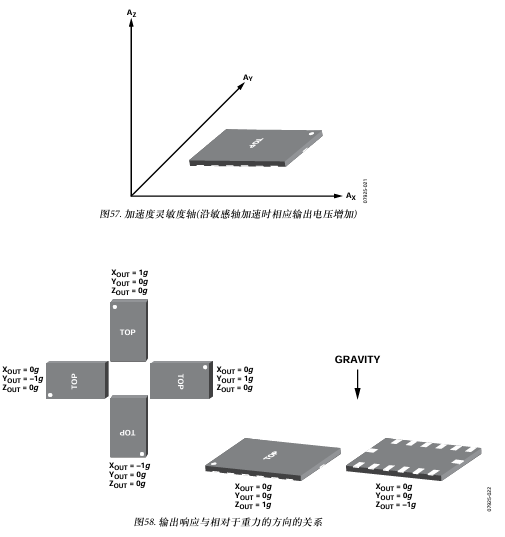 AZ
AY
TOP
AX
07925-021
图57. 加速度灵敏度轴(沿敏感轴加速时相应输出电压增加)
XOUT = 1g
YOUT = 0g
ZOUT = 0g
TOP
XOUT = 0g
YOUT = –1g
ZOUT = 0g
TOP
TOP
XOUT = 0g
YOUT = 1g
ZOUT = 0g
TOP
XOUT = –1g
YOUT = 0g
ZOUT = 0g
GRAVITY
TOP
XOUT = 0g
YOUT = 0g
ZOUT = 1g
XOUT = 0g
YOUT = 0g
ZOUT = –1g
07925-022
图58. 输出响应与相对于重力的方向的关系